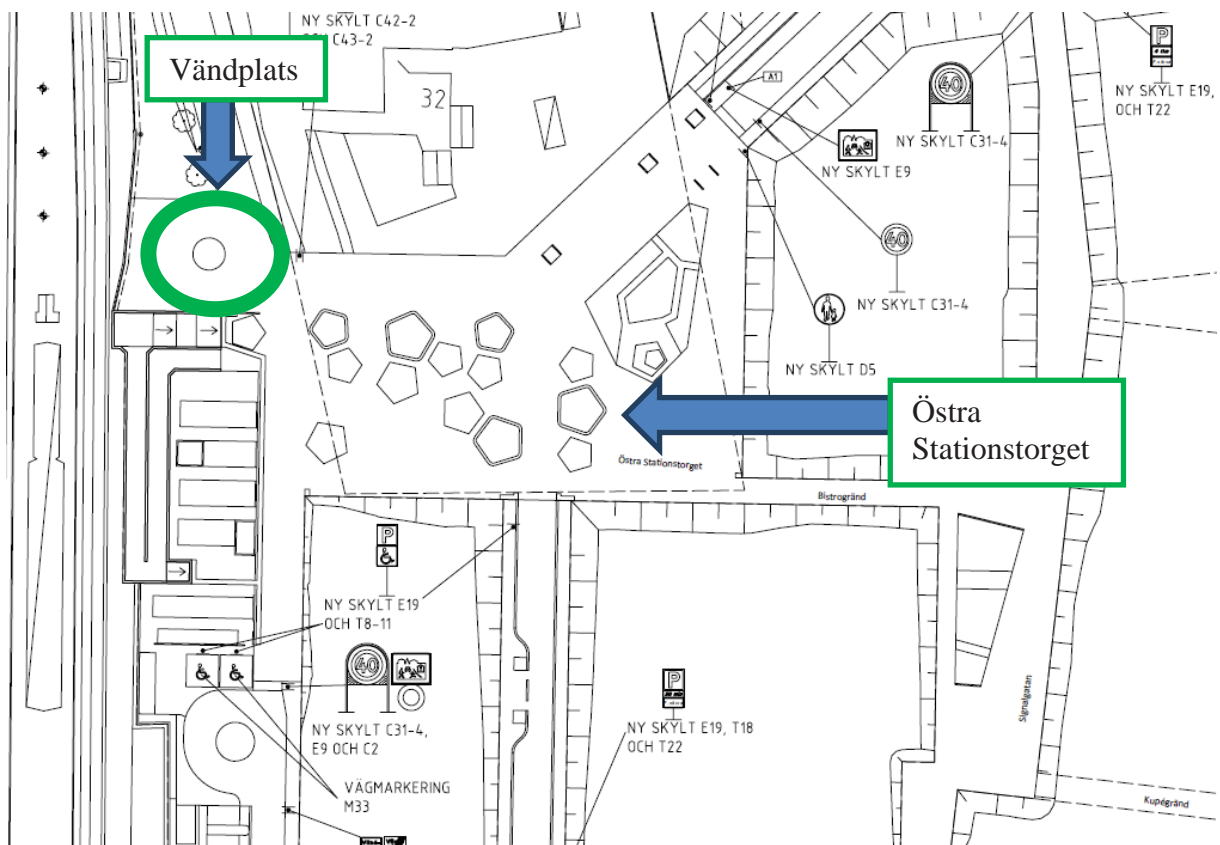 NY SKYLT C42-2
OCH C43-2
Vändplats
32
A1
40
NY SKYLT C31-4
P
NY SKYLT E19,
OCH T22
NY SKYLT E9
40
NY SKYLT C31-4
NY SKYLT D5
Östra
Stationstorget
Östra Stationstorget
Bistrogränd
P
NY SKYLT E19
OCH T8-11
40
NY SKYLT C31-4,
E9 OCH C2
P
NY SKYLT E19, T18
OCH T22
VÄGMARKERING
M33
Signalgatan
Kupégränd